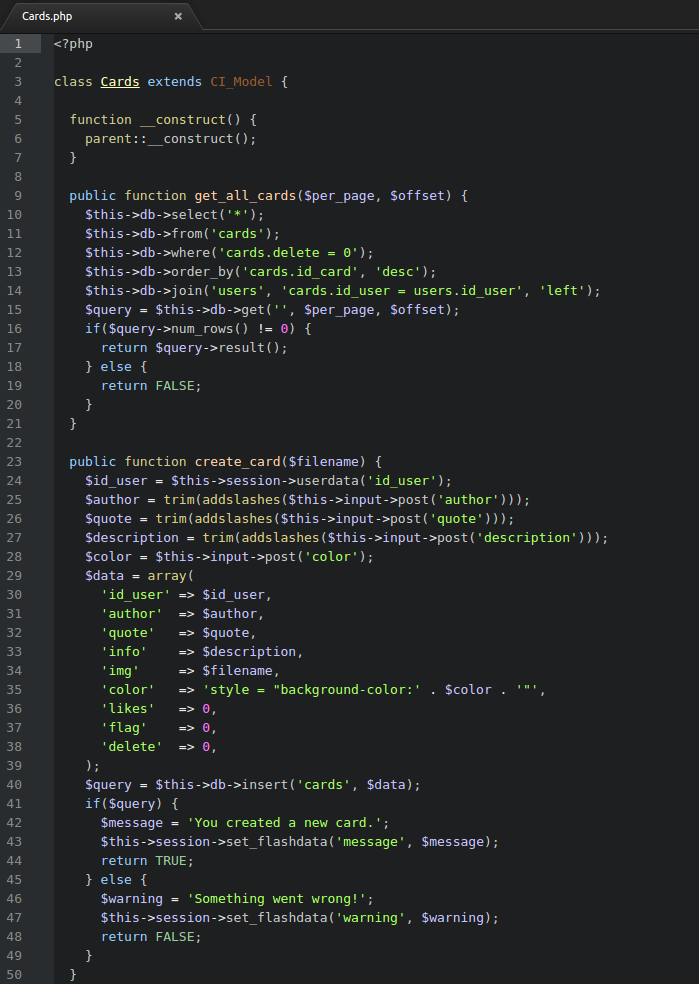 Cards.php ×
1 <?php
2
3 class Cards extends CI_Model {
4
5   function __construct() {
6     parent::__construct();
7   }
8
9   public function get_all_cards($per_page, $offset) {
10     $this->db->select('*');
11     $this->db->from('cards');
12     $this->db->where('cards.delete = 0');
13     $this->db->order_by('cards.id_card', 'desc');
14     $this->db->join('users', 'cards.id_user = users.id_user', 'left');
15     $query = $this->db->get('', $per_page, $offset);
16     if($query->num_rows() != 0) {
17       return $query->result();
18     } else {
19       return FALSE;
20     }
21   }
22
23   public function create_card($filename) {
24     $id_user = $this->session->userdata('id_user');
25     $author = trim(addslashes($this->input->post('author')));
26     $quote = trim(addslashes($this->input->post('quote')));
27     $description = trim(addslashes($this->input->post('description')));
28     $color = $this->input->post('color');
29     $data = array(
30       'id_user' => $id_user,
31       'author'  => $author,
32       'quote'   => $quote,
33       'info'    => $description,
34       'img'     => $filename,
35       'color'   => 'style = "background-color:' . $color . '"',
36       'likes'   => 0,
37       'flag'    => 0,
38       'delete'  => 0,
39     );
40     $query = $this->db->insert('cards', $data);
41     if($query) {
42       $message = 'You created a new card.';
43       $this->session->set_flashdata('message', $message);
44       return TRUE;
45     } else {
46       $warning = 'Something went wrong!';
47       $this->session->set_flashdata('warning', $warning);
48       return FALSE;
49     }
50   }